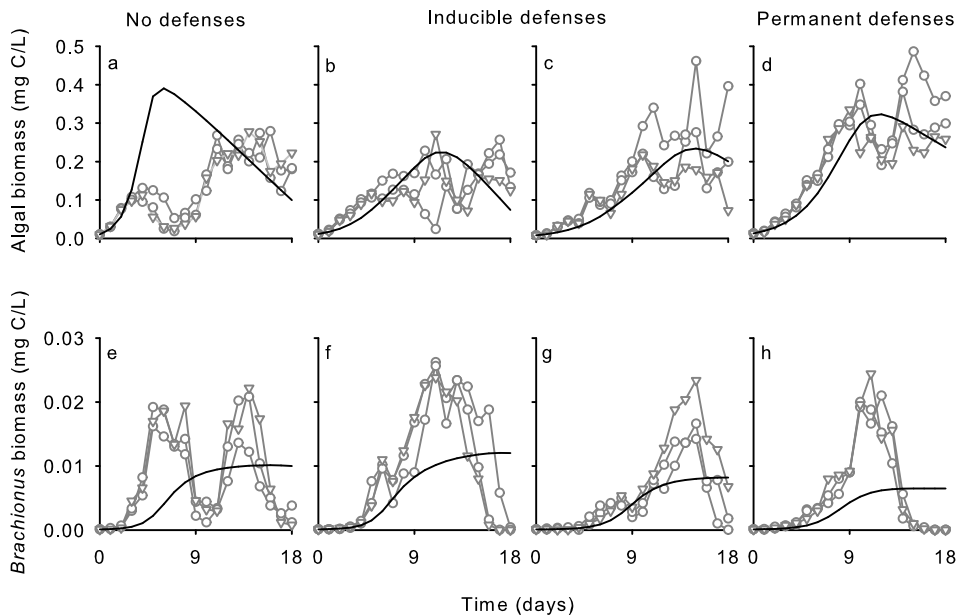 No defenses
Inducible defenses
Permanent defenses
Algal biomass (mg C/L)
0.5
0.4
0.3
0.2
0.1
0.0
a
b
c
d
0 9 18 0 9 18 0 9 18 0 9 18
Brachionus biomass (mg C/L)
0.03
0.02
0.01
0.00
e
f
g
h
Time (days)